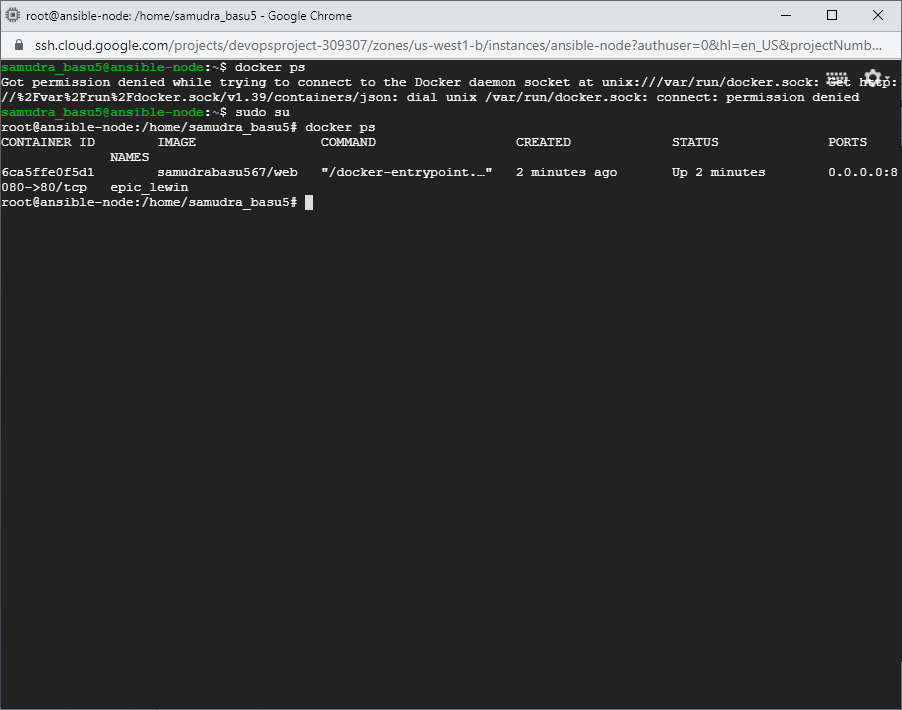 root@ansible-node: /home/samudra_basu5 - Google Chrome
ssh.cloud.google.com/projects/devopsproject-309307/zones/us-west1-b/instances/ansible-node?authuser=0&hl=en_US&projectNumb...
samudra_basu5@ansible-node:~$ docker ps
Got permission denied while trying to connect to the Docker daemon socket at unix:///var/run/docker.sock: Get http:
//%2Fvar%2Frun%2Fdocker.sock/v1.39/containers/json: dial unix /var/run/docker.sock: connect: permission denied
samudra_basu5@ansible-node:~$ sudo su
root@ansible-node:/home/samudra_basu5# docker ps
CONTAINER ID        IMAGE                COMMAND                  CREATED             STATUS              PORTS
              NAMES
6ca5ffe0f5d1        samudrabasu567/web   "/docker-entrypoint.…"   2 minutes ago       Up 2 minutes        0.0.0.0:8
080->80/tcp   epic_lewin
root@ansible-node:/home/samudra_basu5#